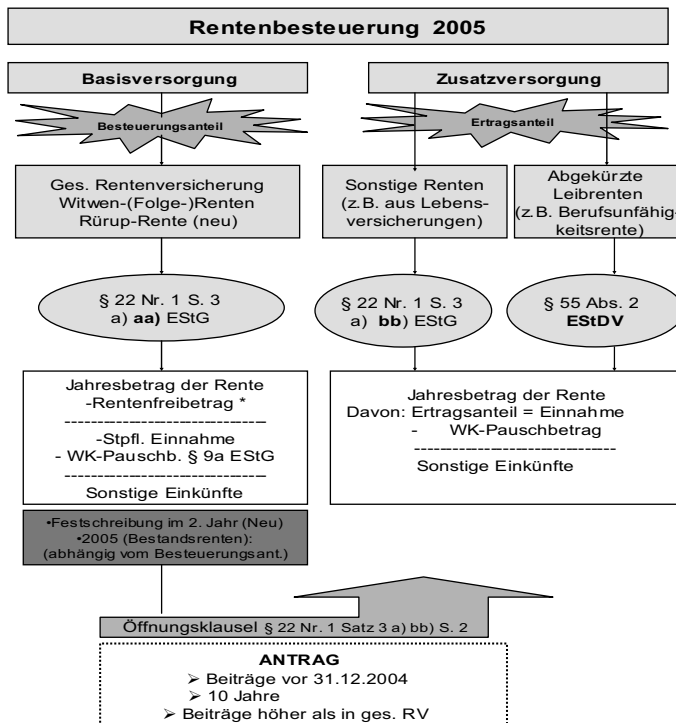 Rentenbesteuerung 2005
Basisversorgung
Besteuerungsanteil
Ges. Rentenversicherung
Witwen-(Folge-)Renten
Rürup-Rente (neu)
§ 22 Nr. 1 S. 3
a) aa) EStG
Jahresbetrag der Rente
-Rentenfreibetrag *
--------------------------------
-Stpfl. Einnahme
- WK-Pauschb. § 9a EStG
--------------------------------
Sonstige Einkünfte
•Festschreibung im 2. Jahr (Neu)
•2005 (Bestandsrenten):
(abhängig vom Besteuerungsant.)
Zusatzversorgung
Ertragsanteil
Sonstige Renten
(z.B. aus Lebens-
versicherungen)
Abgekürzte
Leibrenten
(z.B. Berufsunfähig-
keitsrente)
§ 22 Nr. 1 S. 3
a) bb) EStG
§ 55 Abs. 2
EStDV
Jahresbetrag der Rente
Davon: Ertragsanteil = Einnahme
- WK-Pauschbetrag
--------------------------------
Sonstige Einkünfte
Öffnungsklausel § 22 Nr. 1 Satz 3 a) bb) S. 2
ANTRAG
➢ Beiträge vor 31.12.2004
➢ 10 Jahre
➢ Beiträge höher als in ges. RV